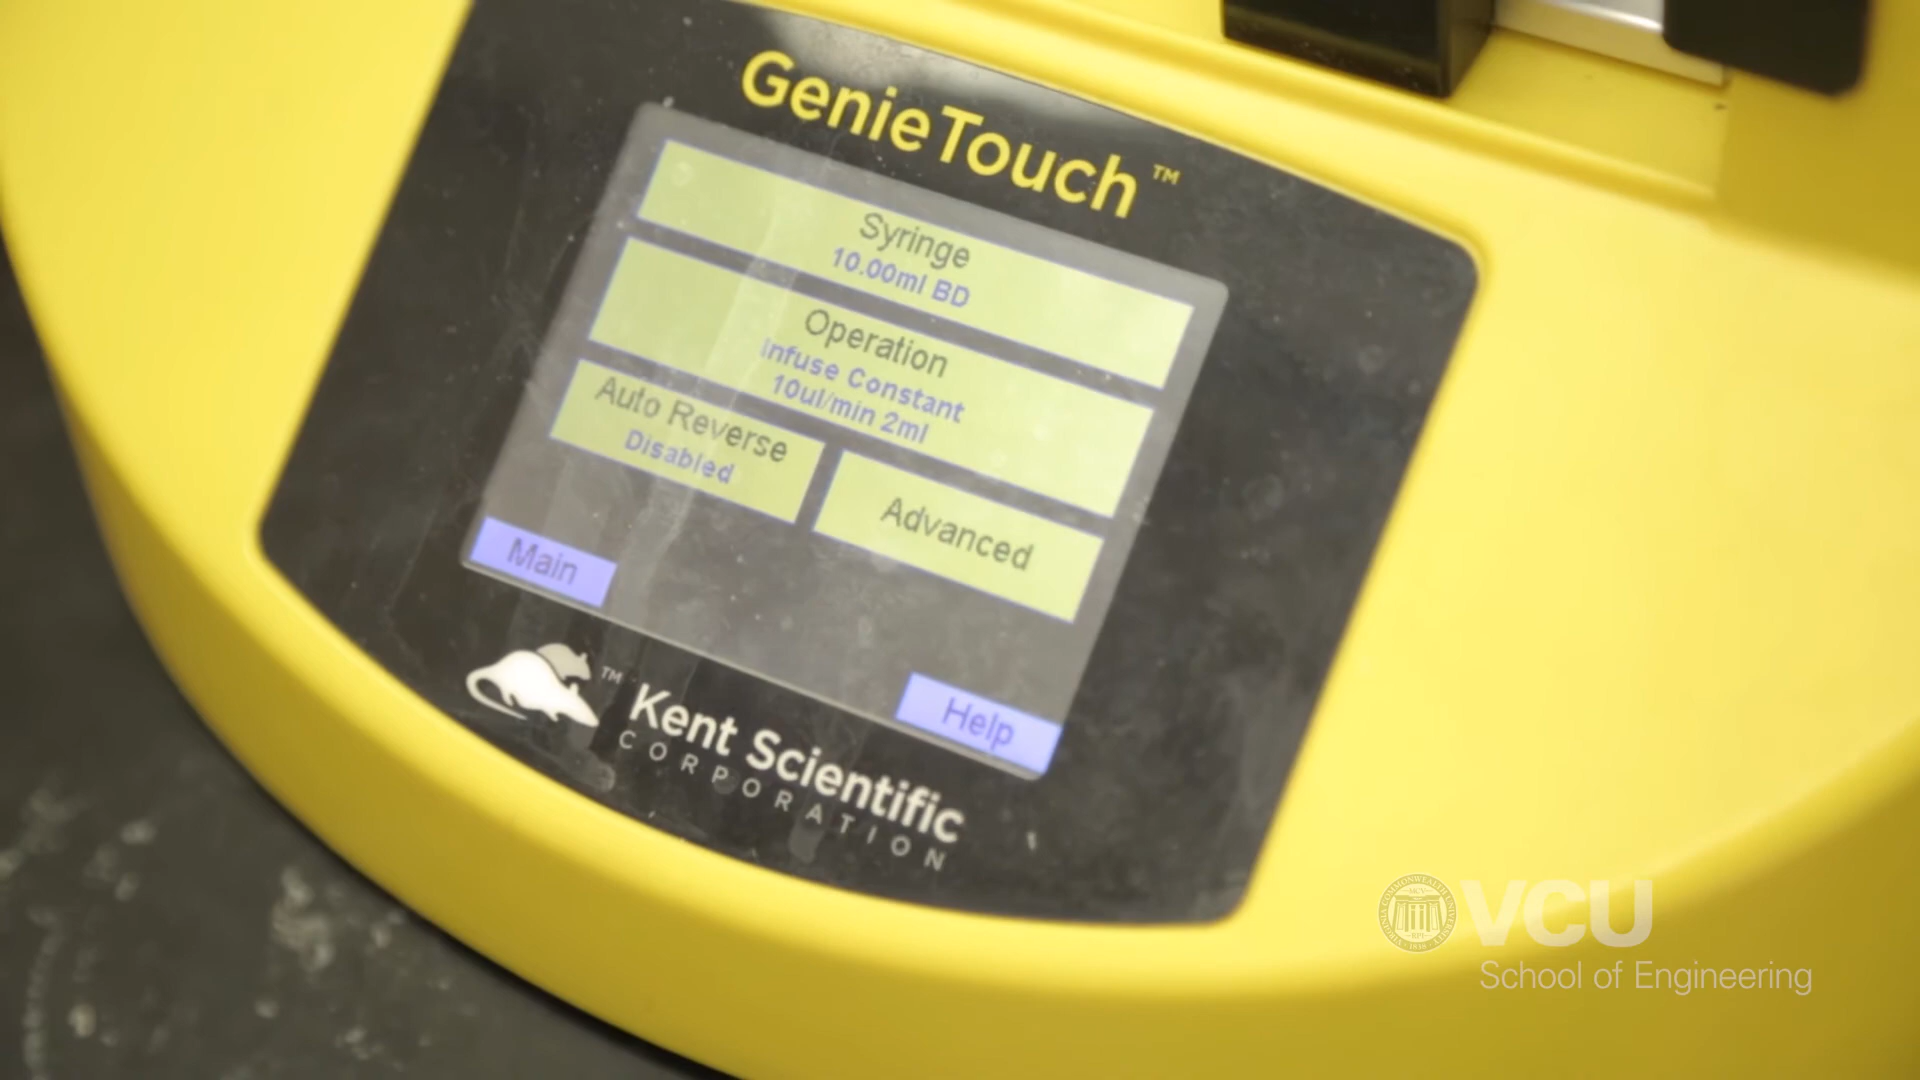 GenieTouch™
Syringe
10.00ml BD
Operation
Infuse Constant
10ul/min 2ml
Auto Reverse
Disabled
Advanced
Main
Help
™
Kent Scientific
CORPORATION
VCU
School of Engineering